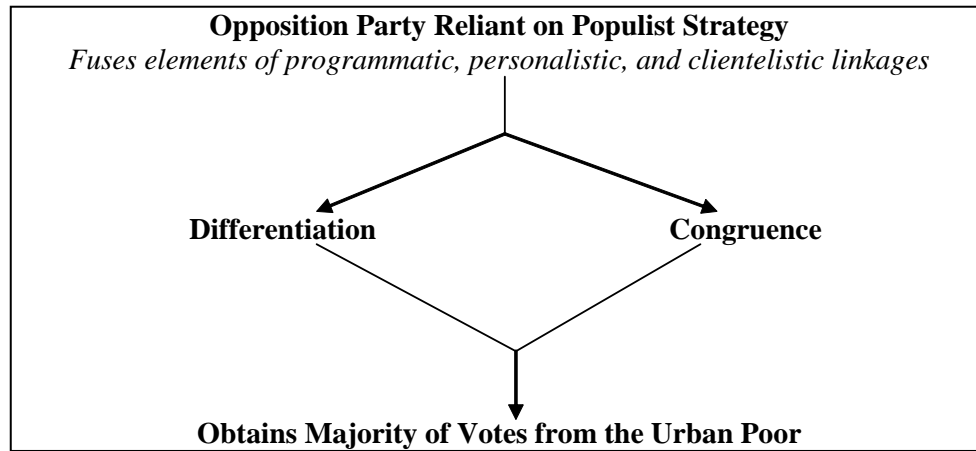 Opposition Party Reliant on Populist Strategy
Fuses elements of programmatic, personalistic, and clientelistic linkages
Differentiation
Congruence
Obtains Majority of Votes from the Urban Poor